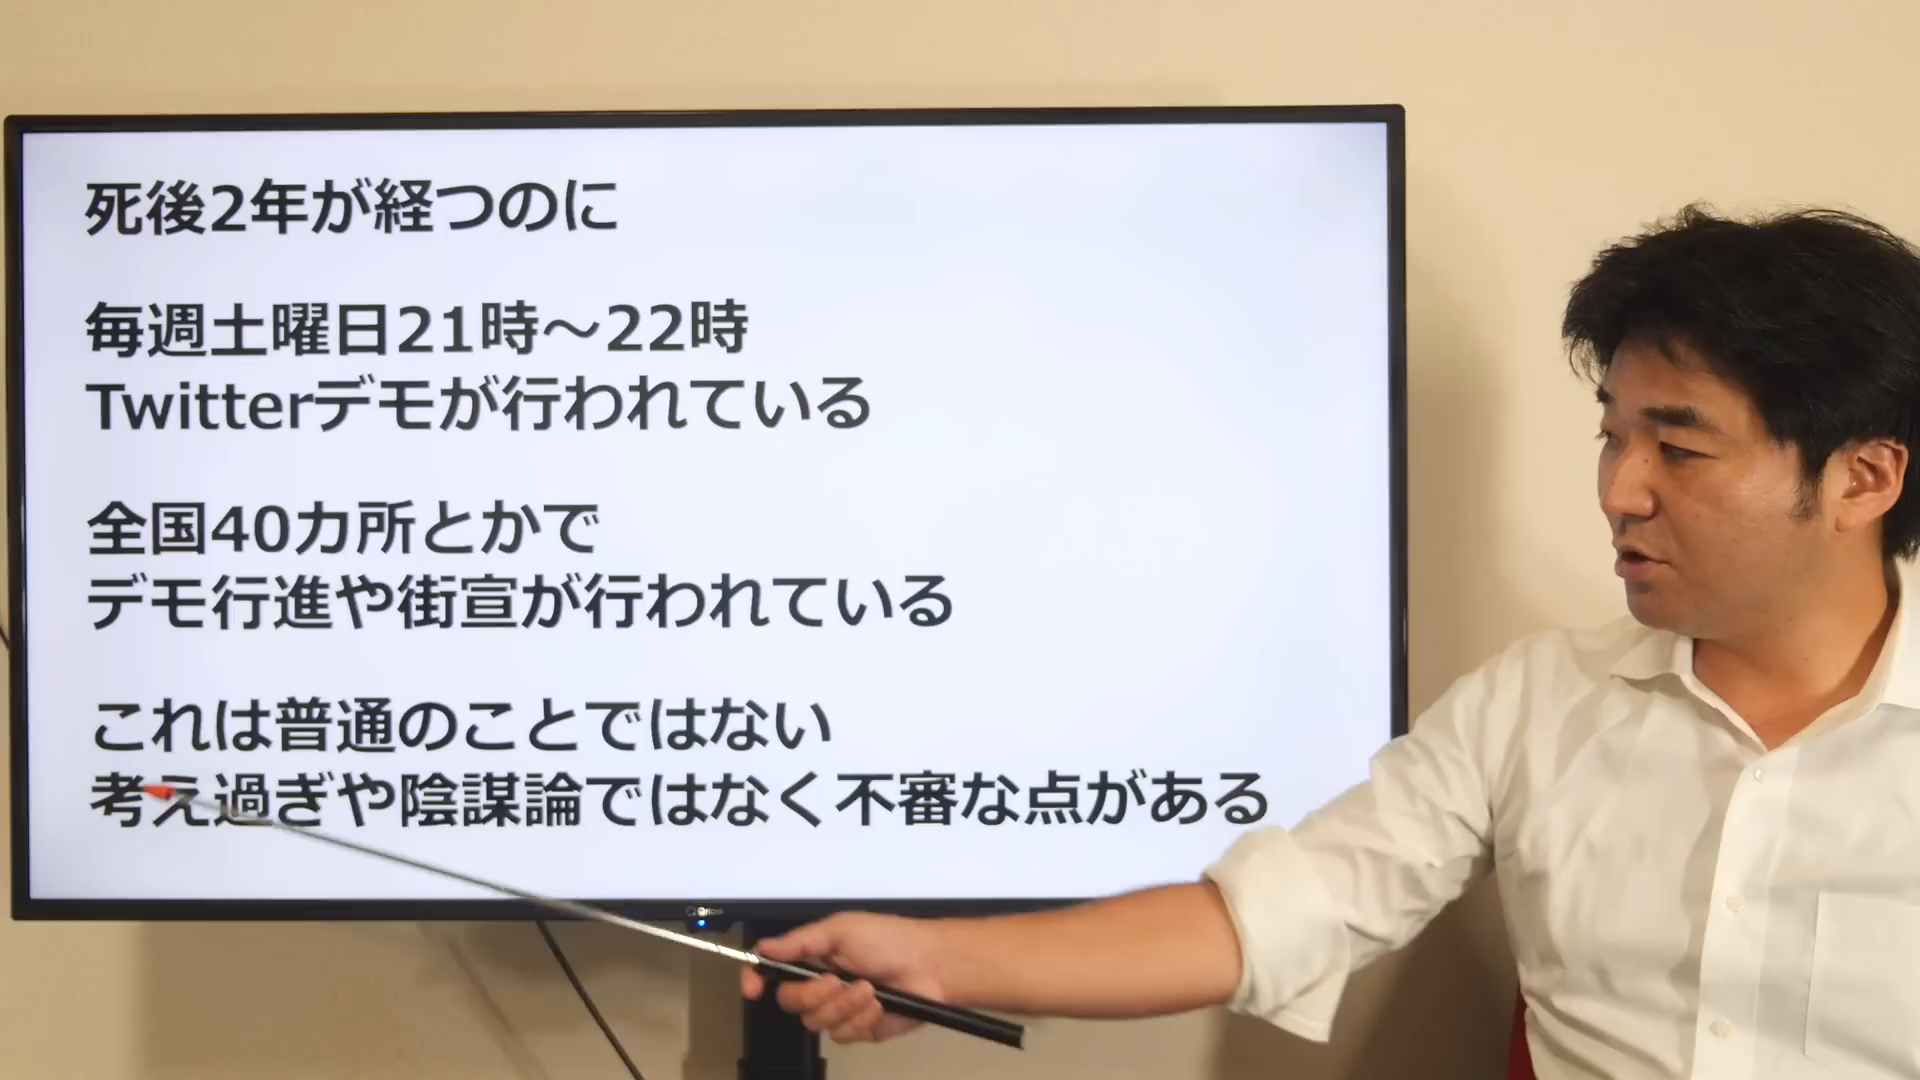 死後2年が経つのに
毎週土曜日21時～22時
Twitterデモが行われている
全国40カ所とかで
デモ行進や街宣が行われている
これは普通のことではない
考え過ぎや陰謀論ではなく不審な点がある